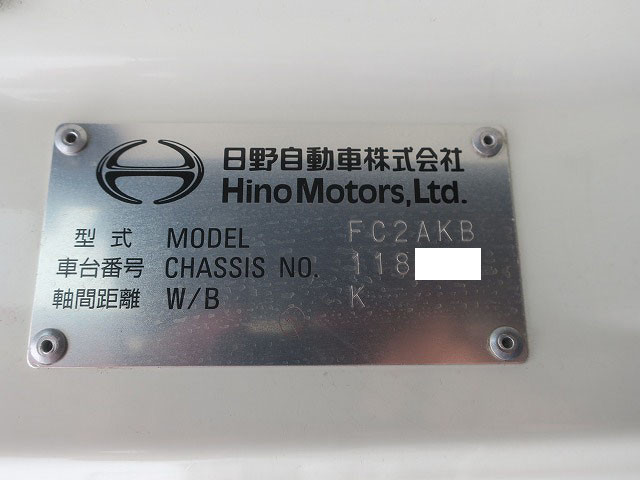 日野自動車株式会社
Hino Motors, Ltd.
型式 MODEL FC2AKB
車台番号 CHASSIS NO. 118
軸間距離 W/B K